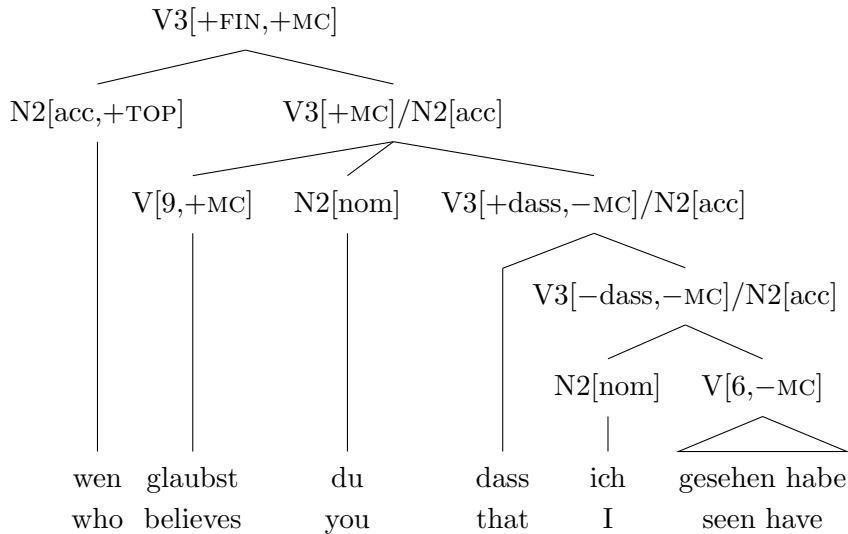 V3[+FIN,+MC]
N2[acc,+TOP] V3[+MC]/N2[acc]
V[9,+MC] N2[nom] V3[+dass,−MC]/N2[acc]
V3[−dass,−MC]/N2[acc]
N2[nom] V[6,−MC]
wen glaubst du dass ich gesehen habe
who believes you that I seen have